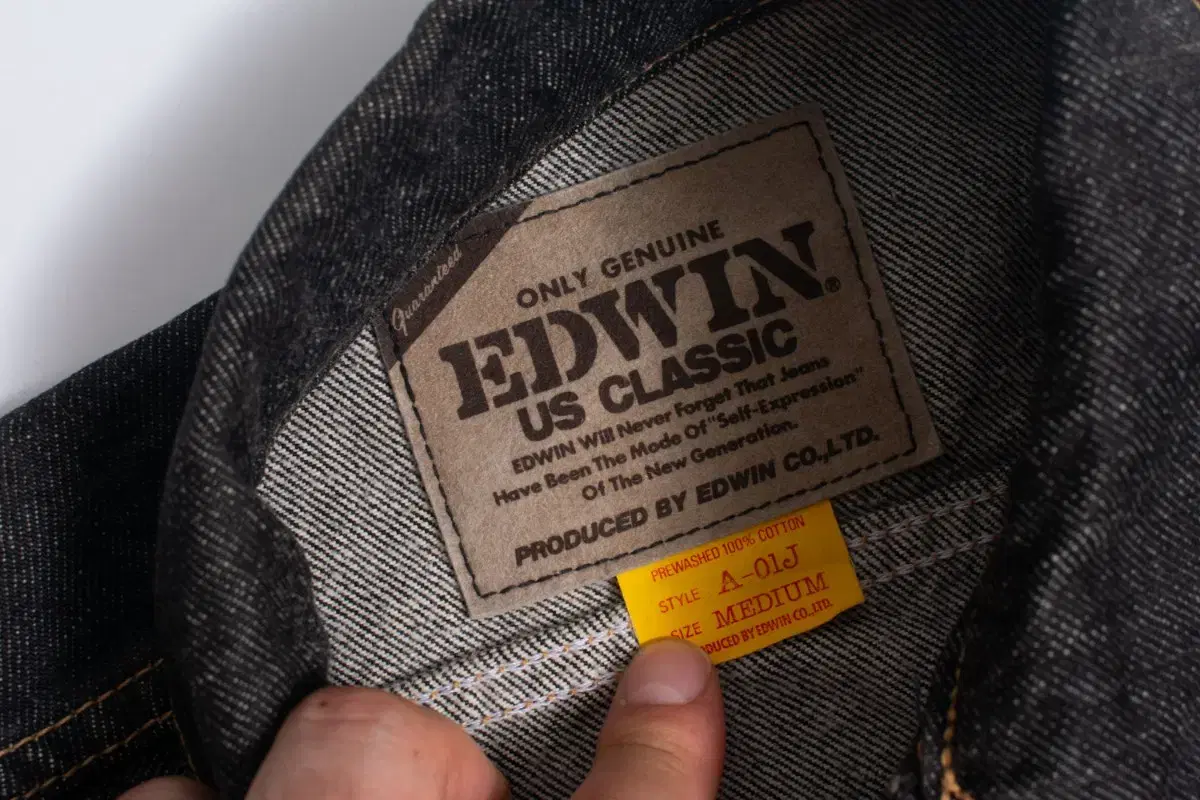 Guaranteed
ONLY GENUINE
EDWIN®
US CLASSIC
EDWIN Will Never Forget That Jeans
Have Been The Mode Of "Self-Expression"
Of The New Generation.
PRODUCED BY EDWIN CO.,LTD.
PREWASHED 100% COTTON
STYLE A-01J
SIZE MEDIUM
BY EDWIN CO.,LTD.